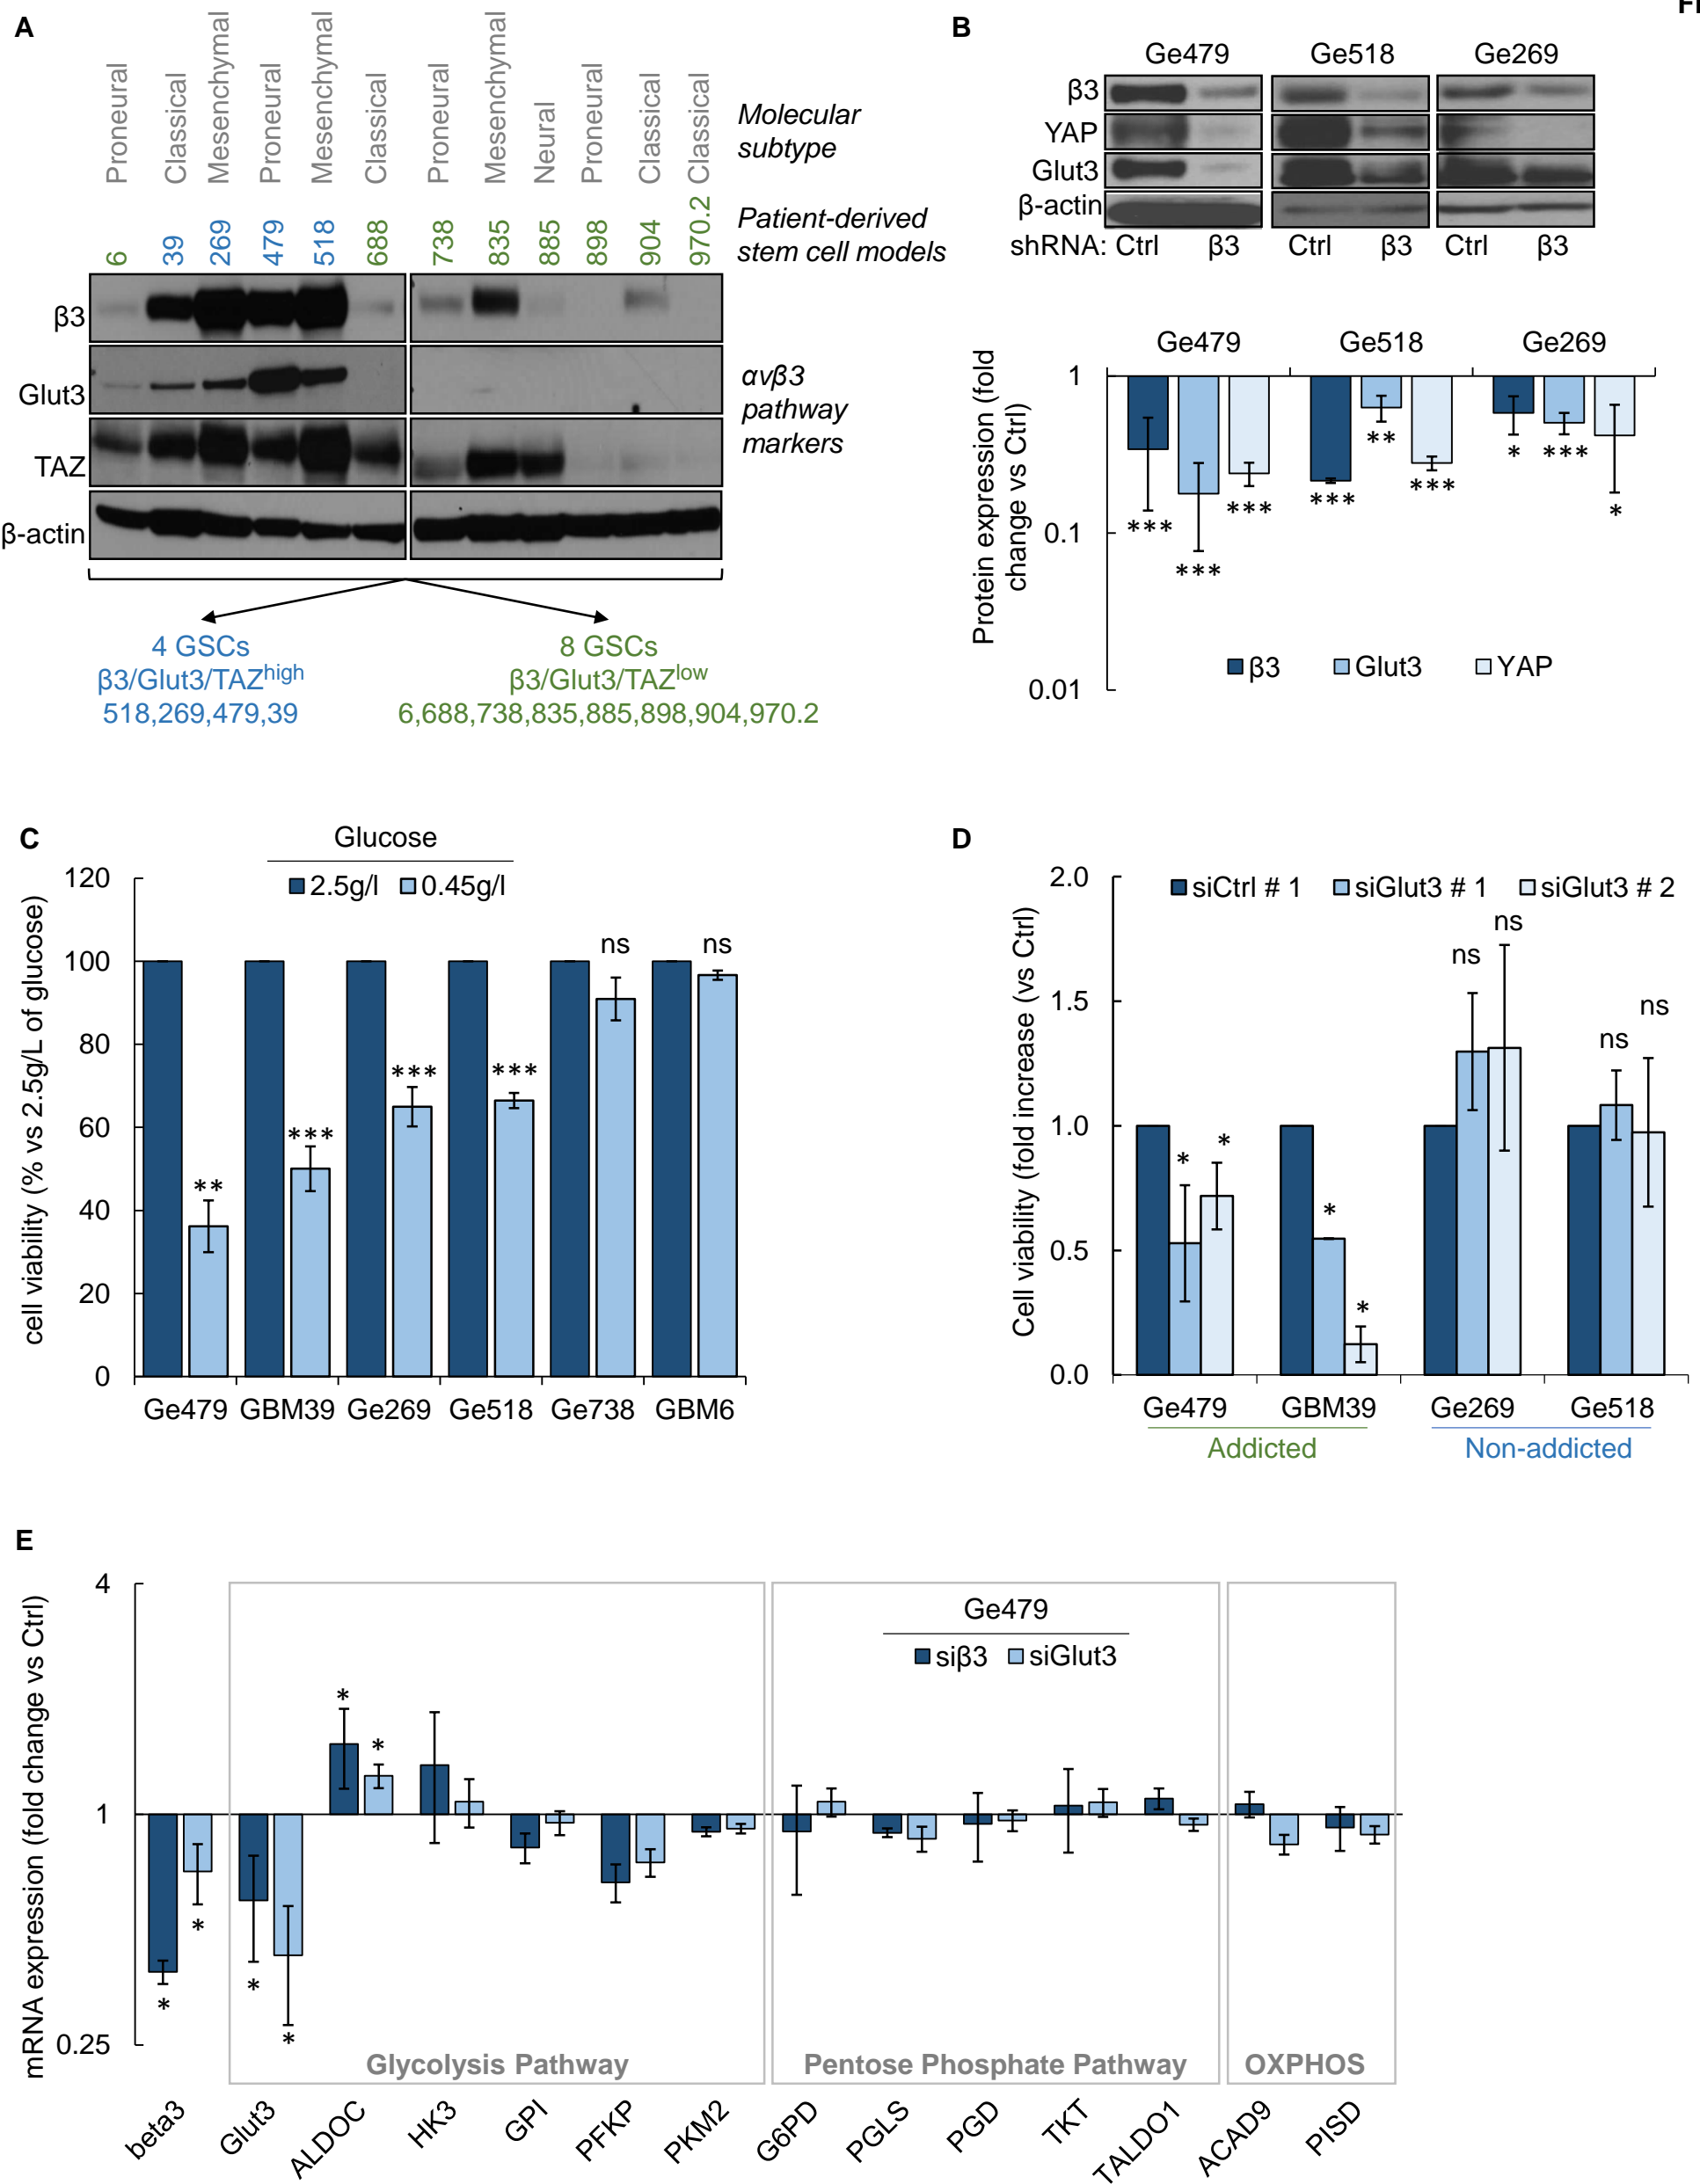 FI
A
Proneural
Classical
Mesenchymal
Proneural
Mesenchymal
Classical
Proneural
Mesenchymal
Neural
Proneural
Classical
Classical
Molecular
subtype
6
39
269
479
518
688
738
835
885
898
904
970.2
Patient-derived
stem cell models
β3
Glut3
TAZ
β-actin
αvβ3
pathway
markers
4 GSCs
β3/Glut3/TAZhigh
518,269,479,39
8 GSCs
β3/Glut3/TAZlow
6,688,738,835,885,898,904,970.2
B
Ge479 Ge518 Ge269
β3
YAP
Glut3
β-actin
shRNA: Ctrl β3 Ctrl β3 Ctrl β3
Ge479 Ge518 Ge269
Protein expression (fold
change vs Ctrl)
1
0.1
0.01
*** *** ***
*** ** ***
* *** *
β3 Glut3 YAP
C
Glucose
2.5g/l 0.45g/l
cell viability (% vs 2.5g/L of glucose)
120
100
80
60
40
20
0
** *** *** *** ns ns
Ge479 GBM39 Ge269 Ge518 Ge738 GBM6
D
siCtrl # 1 siGlut3 # 1 siGlut3 # 2
Cell viability (fold increase (vs Ctrl)
2.0
1.5
1.0
0.5
0.0
* * * * ns ns ns ns
Ge479 GBM39 Ge269 Ge518
Addicted Non-addicted
E
mRNA expression (fold change vs Ctrl)
4
1
0.25
Ge479
siβ3 siGlut3
* * * * * *
Glycolysis Pathway Pentose Phosphate Pathway OXPHOS
beta3 Glut3 ALDOC HK3 GPI PFKP PKM2 G6PD PGLS PGD TKT TALDO1 ACAD9 PISD